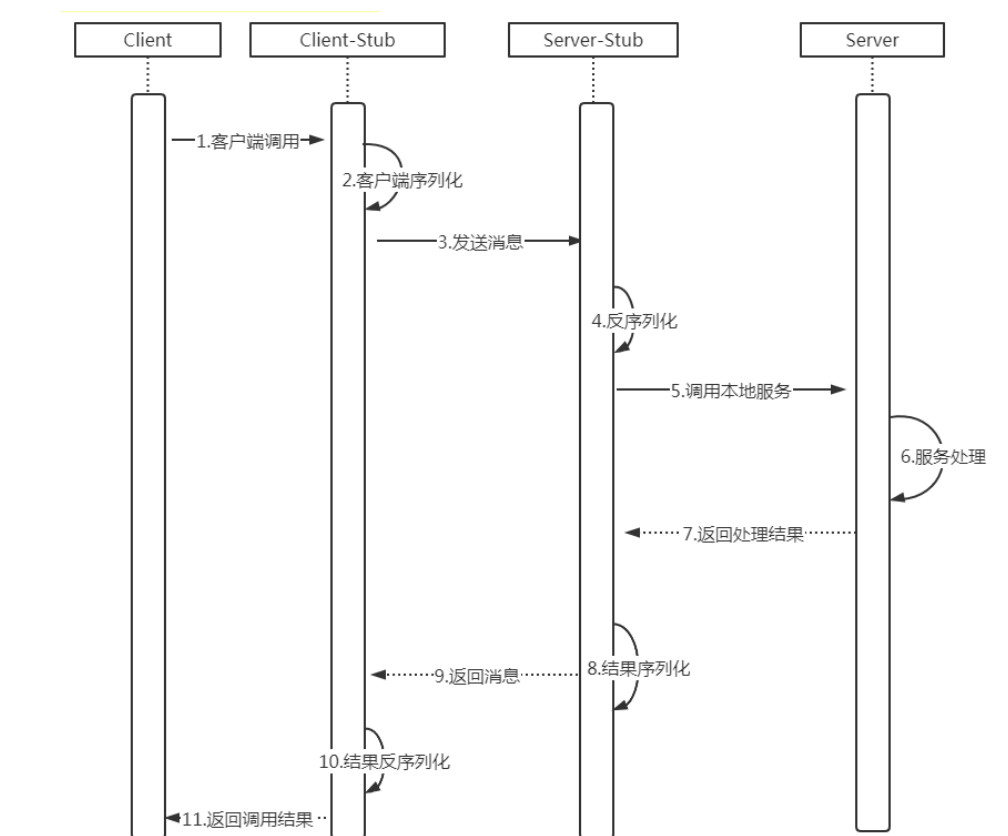 Client
Client-Stub
Server-Stub
Server
1.客户端调用
2.客户端序列化
3.发送消息
4.反序列化
5.调用本地服务
6.服务处理
7.返回处理结果
8.结果序列化
9.返回消息
10.结果反序列化
11.返回调用结果